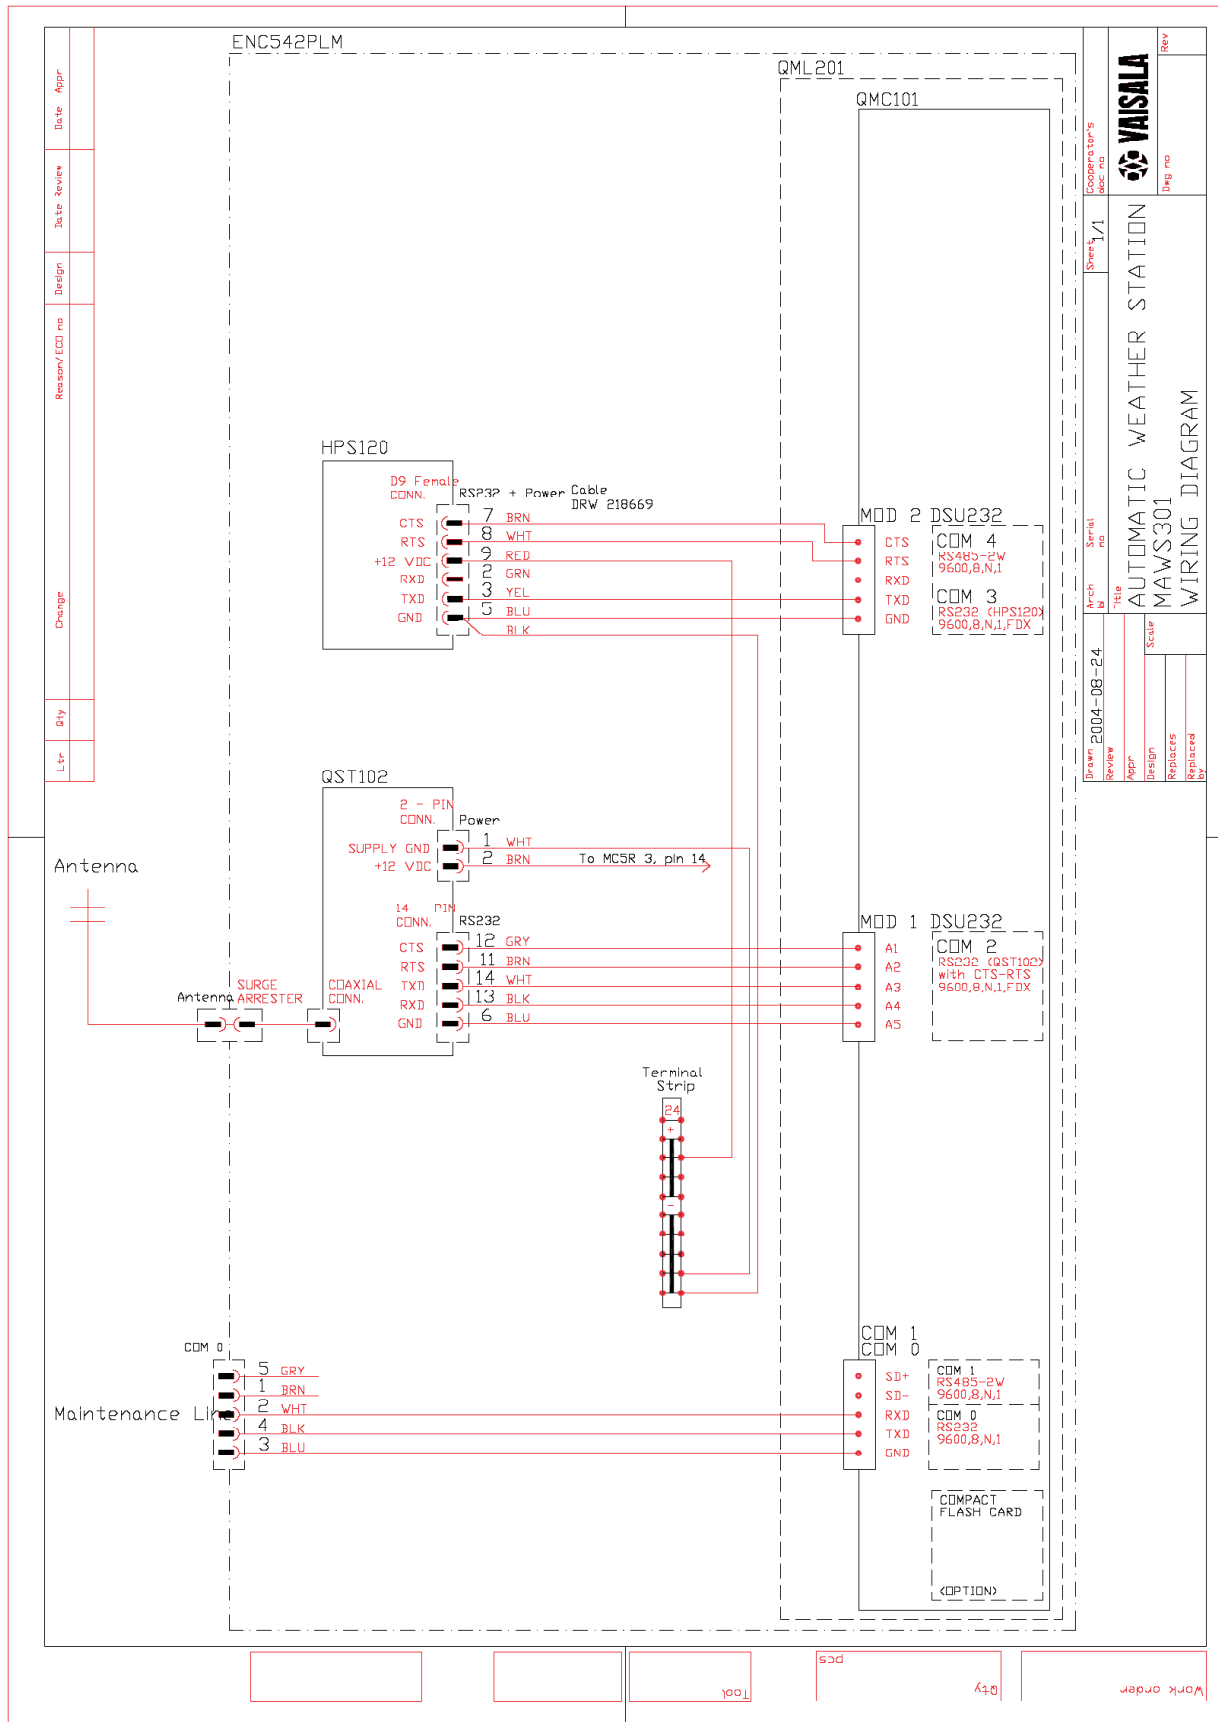 ENC542PLM
QML201
QMC101
HPS120
D9 Female
CONN.
RS232 + Power Cable
DRW 218669
CTS 7 BRN
RTS 8 WHT
+12 VDC 9 RED
RXD 2 GRN
TXD 3 YEL
GND 5 BLU
BLK
MOD 2 DSU232
CTS
RTS
RXD
TXD
GND
COM 4
RS485-2W
9600,8,N,1
COM 3
RS232 (HPS120)
9600,8,N,1,FDX
QST102
2 - PIN
CONN.
Power
SUPPLY GND 1 WHT
+12 VDC 2 BRN
To MC5R 3, pin 14
14 PIN
CONN.
RS232
CTS 12 GRY
RTS 11 BRN
TXD 14 WHT
RXD 13 BLK
GND 6 BLU
COAXIAL
CONN.
Antenna
Antenna
SURGE
ARRESTER
MOD 1 DSU232
A1
A2
A3
A4
A5
COM 2
RS232 (QST102)
with CTS-RTS
9600,8,N,1,FDX
Terminal
Strip
24
+
-
COM 0
Maintenance Line
5 GRY
1 BRN
2 WHT
4 BLK
3 BLU
COM 1
COM 0
SD+
SD-
RXD
TXD
GND
COM 1
RS485-2W
9600,8,N,1
COM 0
RS232
9600,8,N,1
COMPACT
FLASH CARD
(OPTION)
Ltr
Qty
Change
Reason/ECO no
Design
Date Review
Date Appr
Drawn 2004-08-24
Review
Appr
Design
Replaces
Replaced
by
Scale
Arch
id
Serial
no
Sheet 1/1
Cooperator's
doc no
Title
AUTOMATIC WEATHER STATION
MAWS301
WIRING DIAGRAM
VAISALA
Dwg no
Rev
Tool
pcs
Qty
Work order